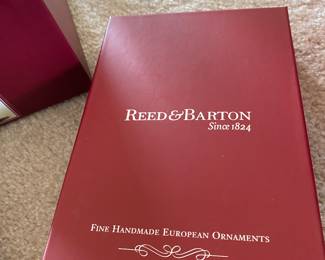 REED&BARTON
Since 1824
FINE HANDMADE EUROPEAN ORNAMENTS